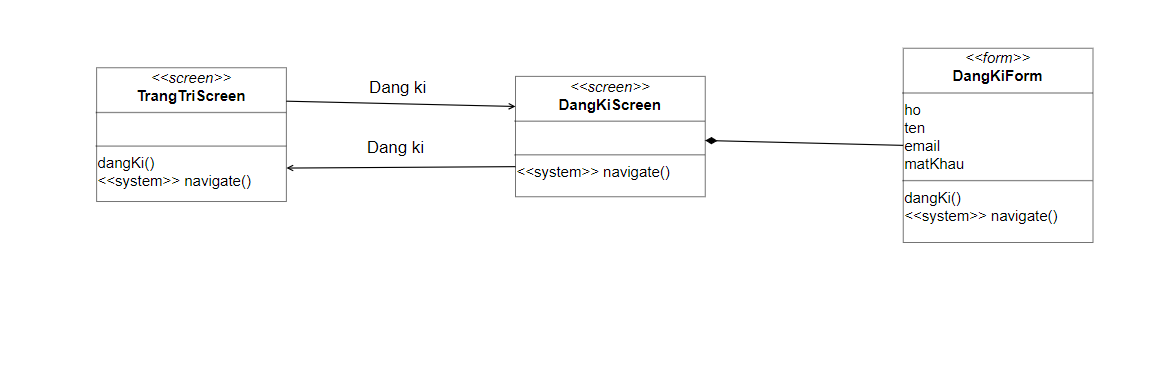 <<screen>>
TrangTriScreen
dangKi()
<<system>> navigate()
Dang ki
Dang ki
<<screen>>
DangKiScreen
<<system>> navigate()
<<form>>
DangKiForm
ho
ten
email
matKhau
dangKi()
<<system>> navigate()